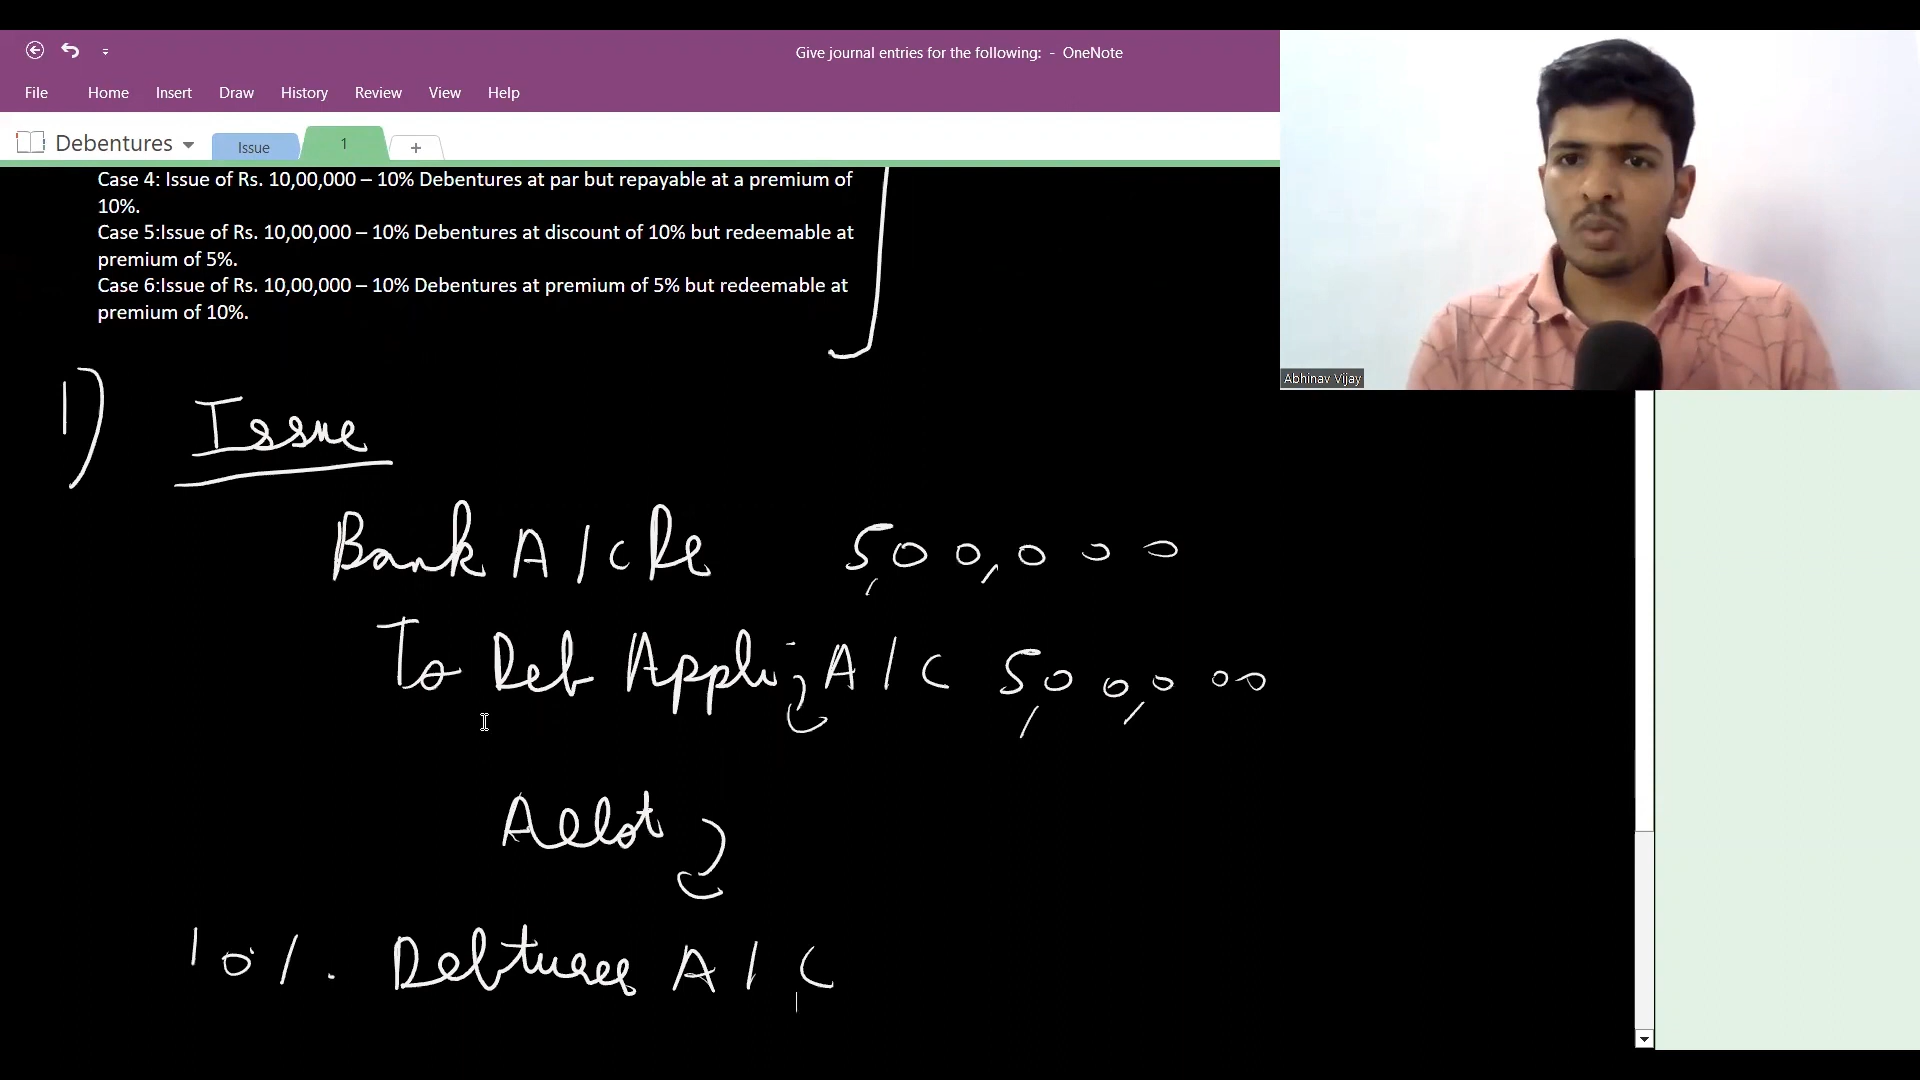 Give journal entries for the following: - OneNote
File Home Insert Draw History Review View Help
Debentures Issue 1 +
Case 4: Issue of Rs. 10,00,000 – 10% Debentures at par but repayable at a premium of
10%.
Case 5:Issue of Rs. 10,00,000 – 10% Debentures at discount of 10% but redeemable at
premium of 5%.
Case 6:Issue of Rs. 10,00,000 – 10% Debentures at premium of 5% but redeemable at
premium of 10%.
Abhinav Vijay
1) Issue
Bank A/C Dr 5,00,000
To Deb Appli A/C 5,00,000
Allot
10%. Debtures A/C